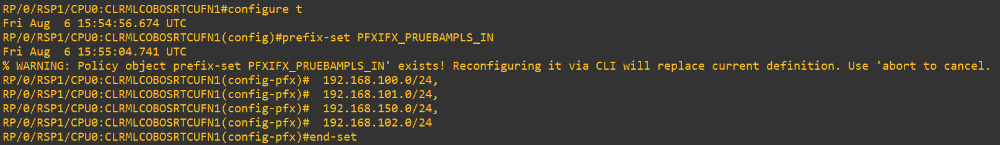 RP/0/RSP1/CPU0:CLRMLCOBOSRTCUFN1#configure t
Fri Aug  6 15:54:56.674 UTC
RP/0/RSP1/CPU0:CLRMLCOBOSRTCUFN1(config)#prefix-set PFXIFX_PRUEBAMPLS_IN
Fri Aug  6 15:55:04.741 UTC
% WARNING: Policy object prefix-set PFXIFX_PRUEBAMPLS_IN' exists! Reconfiguring it via CLI will replace current definition. Use 'abort to cancel.
RP/0/RSP1/CPU0:CLRMLCOBOSRTCUFN1(config-pfx)#  192.168.100.0/24,
RP/0/RSP1/CPU0:CLRMLCOBOSRTCUFN1(config-pfx)#  192.168.101.0/24,
RP/0/RSP1/CPU0:CLRMLCOBOSRTCUFN1(config-pfx)#  192.168.150.0/24,
RP/0/RSP1/CPU0:CLRMLCOBOSRTCUFN1(config-pfx)#  192.168.102.0/24
RP/0/RSP1/CPU0:CLRMLCOBOSRTCUFN1(config-pfx)#end-set